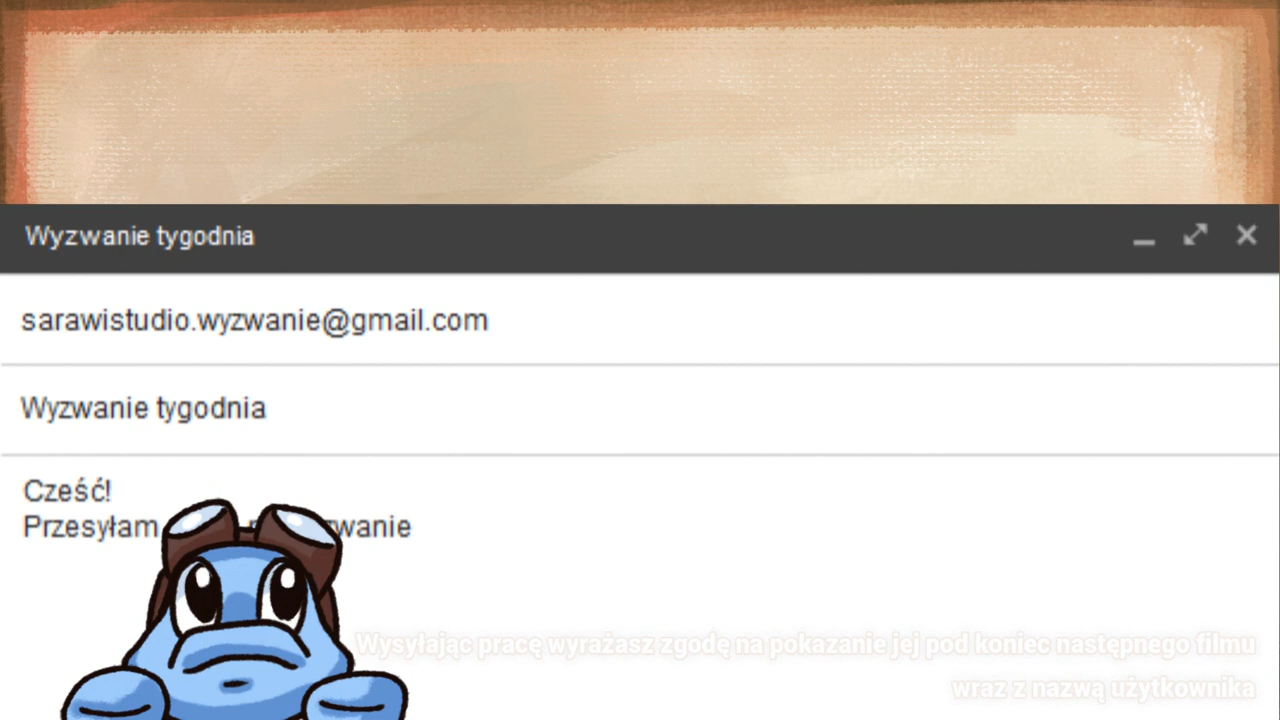 Wyzwanie tygodnia
sarawistudio.wyzwanie@gmail.com
Wyzwanie tygodnia
Cześć!
Przesyłam
Wysyłając pracę wyrażasz zgodę na pokazanie jej pod koniec następnego filmu
wraz z nazwą użytkownika